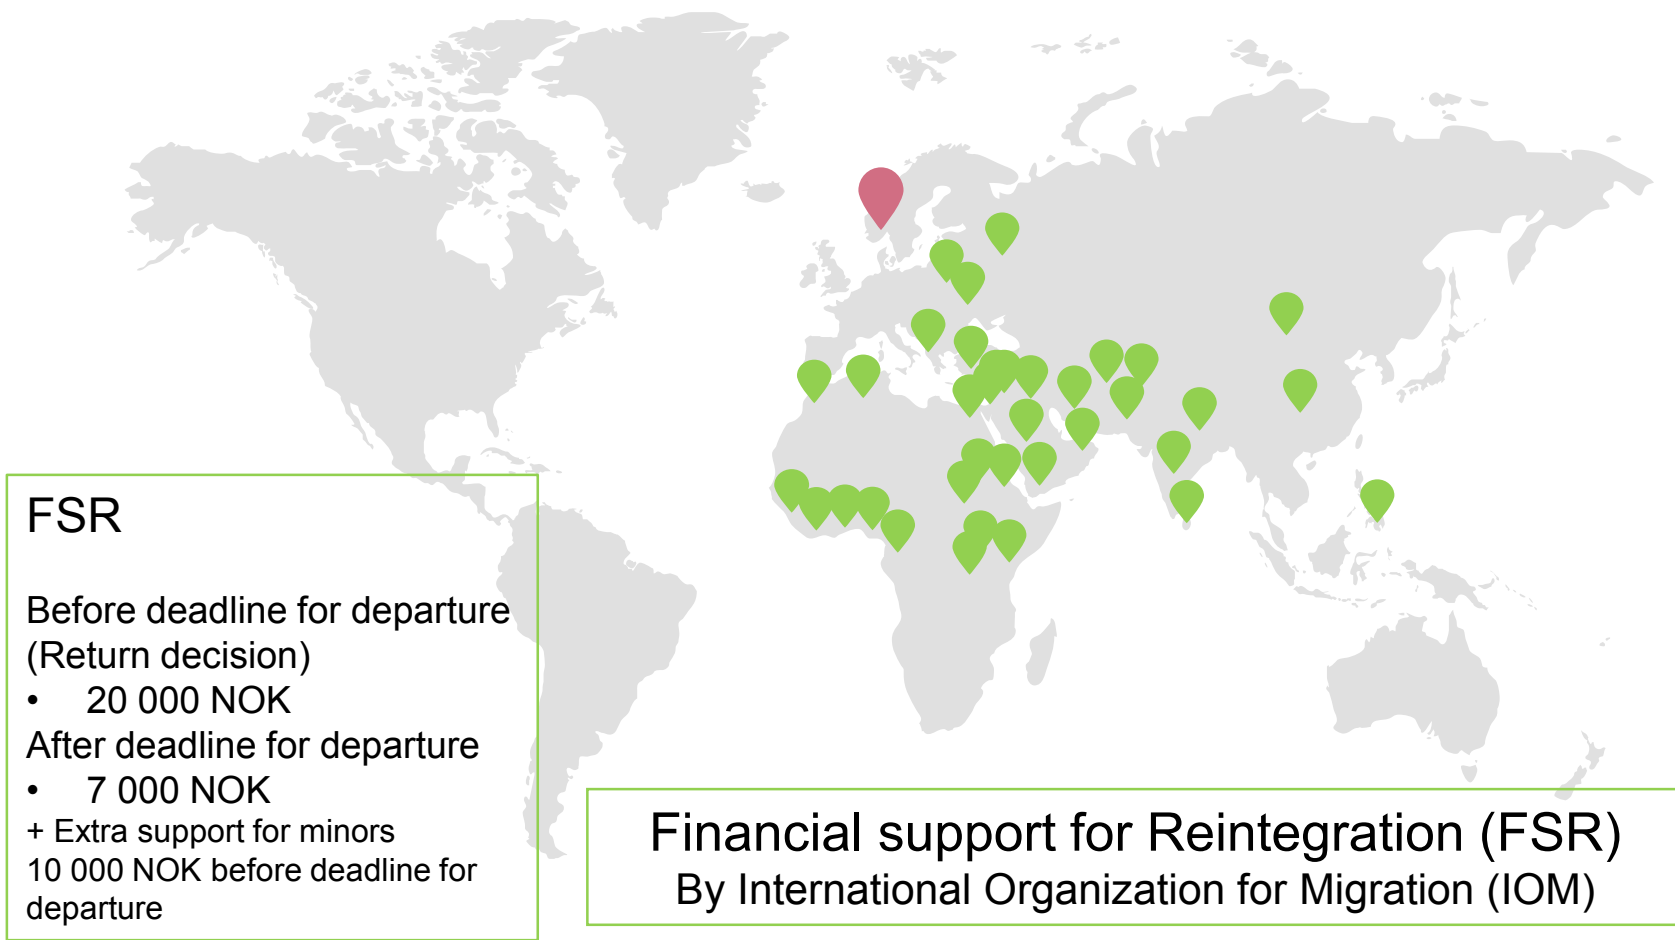 FSR
Before deadline for departure
(Return decision)
• 20 000 NOK
After deadline for departure
• 7 000 NOK
+ Extra support for minors
10 000 NOK before deadline for
departure
Financial support for Reintegration (FSR)
By International Organization for Migration (IOM)